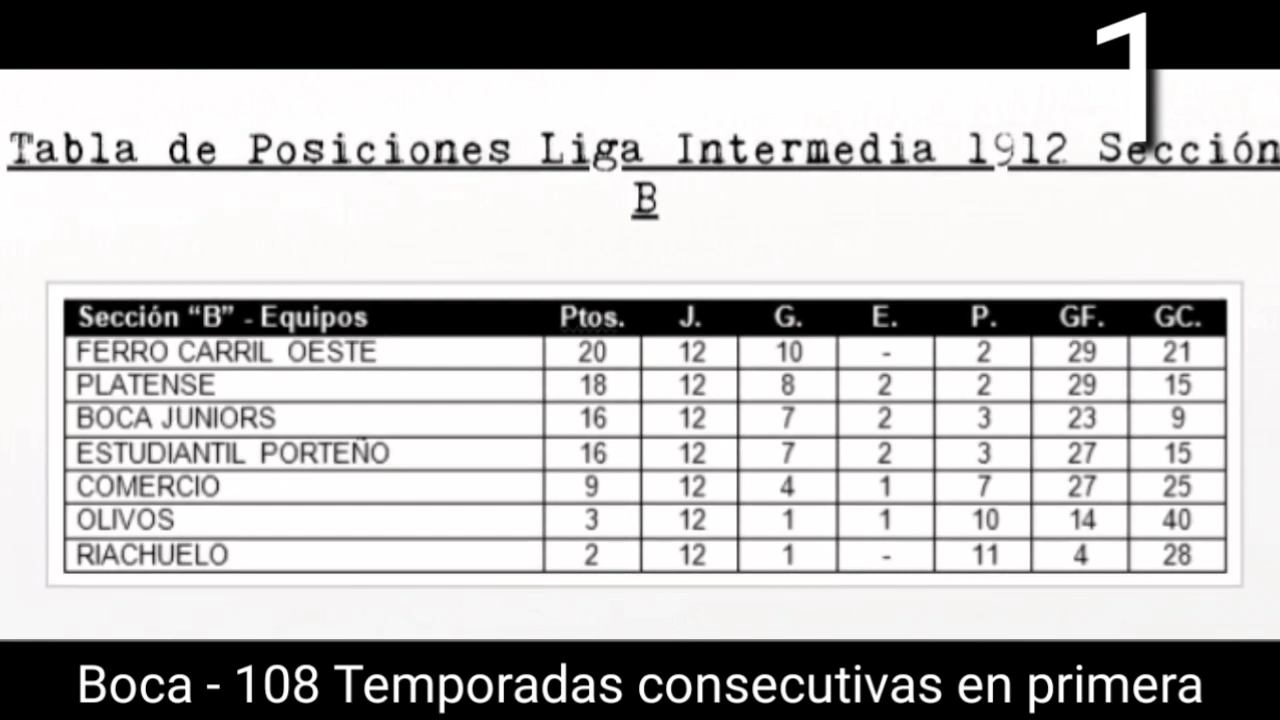 1
Tabla de Posiciones Liga Intermedia 1912 Sección
B
Sección “B” - Equipos Ptos. J. G. E. P. GF. GC.
FERRO CARRIL OESTE 20 12 10 - 2 29 21
PLATENSE 18 12 8 2 2 29 15
BOCA JUNIORS 16 12 7 2 3 23 9
ESTUDIANTIL PORTEÑO 16 12 7 2 3 27 15
COMERCIO 9 12 4 1 7 27 25
OLIVOS 3 12 1 1 10 14 40
RIACHUELO 2 12 1 - 11 4 28
Boca - 108 Temporadas consecutivas en primera